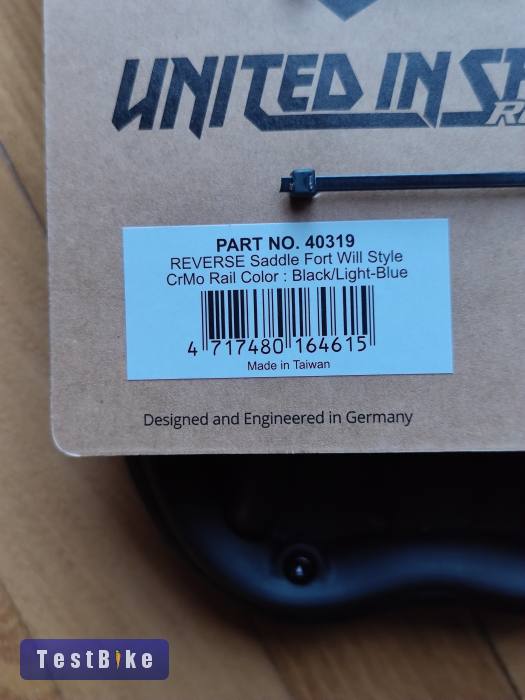 UNITED IN
PART NO. 40319
REVERSE Saddle Fort Will Style
CrMo Rail Color : Black/Light-Blue
4 717480 164615
Made in Taiwan
Designed and Engineered in Germany
TestBike